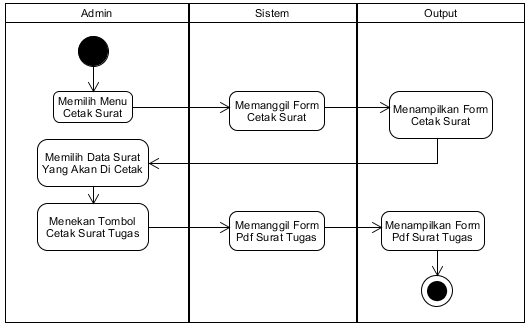 Admin
Sistem
Output
Memilih Menu
Cetak Surat
Memanggil Form
Cetak Surat
Menampilkan Form
Cetak Surat
Memilih Data Surat
Yang Akan Di Cetak
Menekan Tombol
Cetak Surat Tugas
Memanggil Form
Pdf Surat Tugas
Menampilkan Form
Pdf Surat Tugas